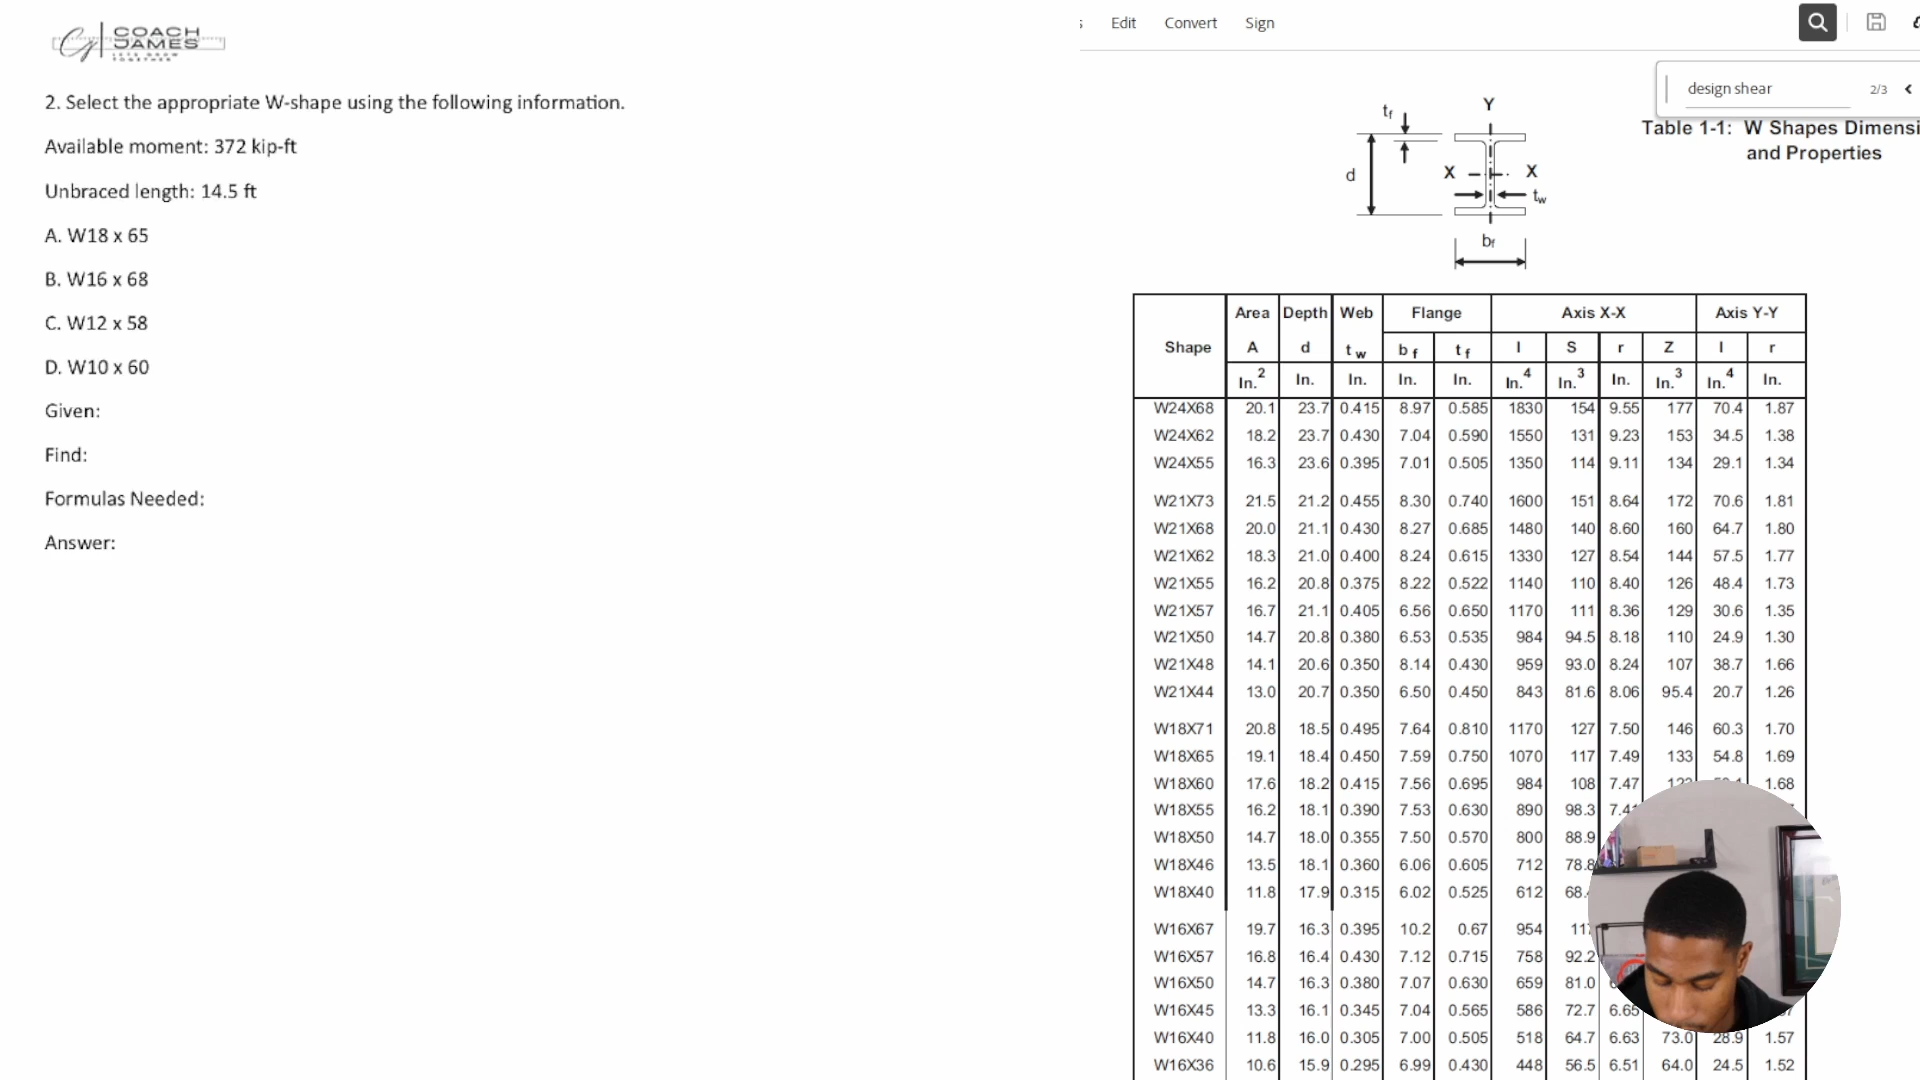 COACH
JAMES
LETS GROW
TOGETHER
2. Select the appropriate W-shape using the following information.
Available moment: 372 kip-ft
Unbraced length: 14.5 ft
A. W18 x 65
B. W16 x 68
C. W12 x 58
D. W10 x 60
Given:
Find:
Formulas Needed:
Answer:
Edit Convert Sign
design shear 2/3
Table 1-1: W Shapes Dimensi
and Properties
tf Y
d X X
tw
bf
Shape Area Depth Web Flange Axis X-X Axis Y-Y
A d tw bf tf I S r Z I r
In.2 In. In. In. In. In.4 In.3 In. In.3 In.4 In.
W24X68 20.1 23.7 0.415 8.97 0.585 1830 154 9.55 177 70.4 1.87
W24X62 18.2 23.7 0.430 7.04 0.590 1550 131 9.23 153 34.5 1.38
W24X55 16.3 23.6 0.395 7.01 0.505 1350 114 9.11 134 29.1 1.34
W21X73 21.5 21.2 0.455 8.30 0.740 1600 151 8.64 172 70.6 1.81
W21X68 20.0 21.1 0.430 8.27 0.685 1480 140 8.60 160 64.7 1.80
W21X62 18.3 21.0 0.400 8.24 0.615 1330 127 8.54 144 57.5 1.77
W21X55 16.2 20.8 0.375 8.22 0.522 1140 110 8.40 126 48.4 1.73
W21X57 16.7 21.1 0.405 6.56 0.650 1170 111 8.36 129 30.6 1.35
W21X50 14.7 20.8 0.380 6.53 0.535 984 94.5 8.18 110 24.9 1.30
W21X48 14.1 20.6 0.350 8.14 0.430 959 93.0 8.24 107 38.7 1.66
W21X44 13.0 20.7 0.350 6.50 0.450 843 81.6 8.06 95.4 20.7 1.26
W18X71 20.8 18.5 0.495 7.64 0.810 1170 127 7.50 146 60.3 1.70
W18X65 19.1 18.4 0.450 7.59 0.750 1070 117 7.49 133 54.8 1.69
W18X60 17.6 18.2 0.415 7.56 0.695 984 108 7.47 1.68
W18X55 16.2 18.1 0.390 7.53 0.630 890 98.3
W18X50 14.7 18.0 0.355 7.50 0.570 800 88.9
W18X46 13.5 18.1 0.360 6.06 0.605 712 78.8
W18X40 11.8 17.9 0.315 6.02 0.525 612 68.
W16X67 19.7 16.3 0.395 10.2 0.67 954
W16X57 16.8 16.4 0.430 7.12 0.715 758 92.2
W16X50 14.7 16.3 0.380 7.07 0.630 659 81.0
W16X45 13.3 16.1 0.345 7.04 0.565 586 72.7 6.65
W16X40 11.8 16.0 0.305 7.00 0.505 518 64.7 6.63 73.0 28.9 1.57
W16X36 10.6 15.9 0.295 6.99 0.430 448 56.5 6.51 64.0 24.5 1.52